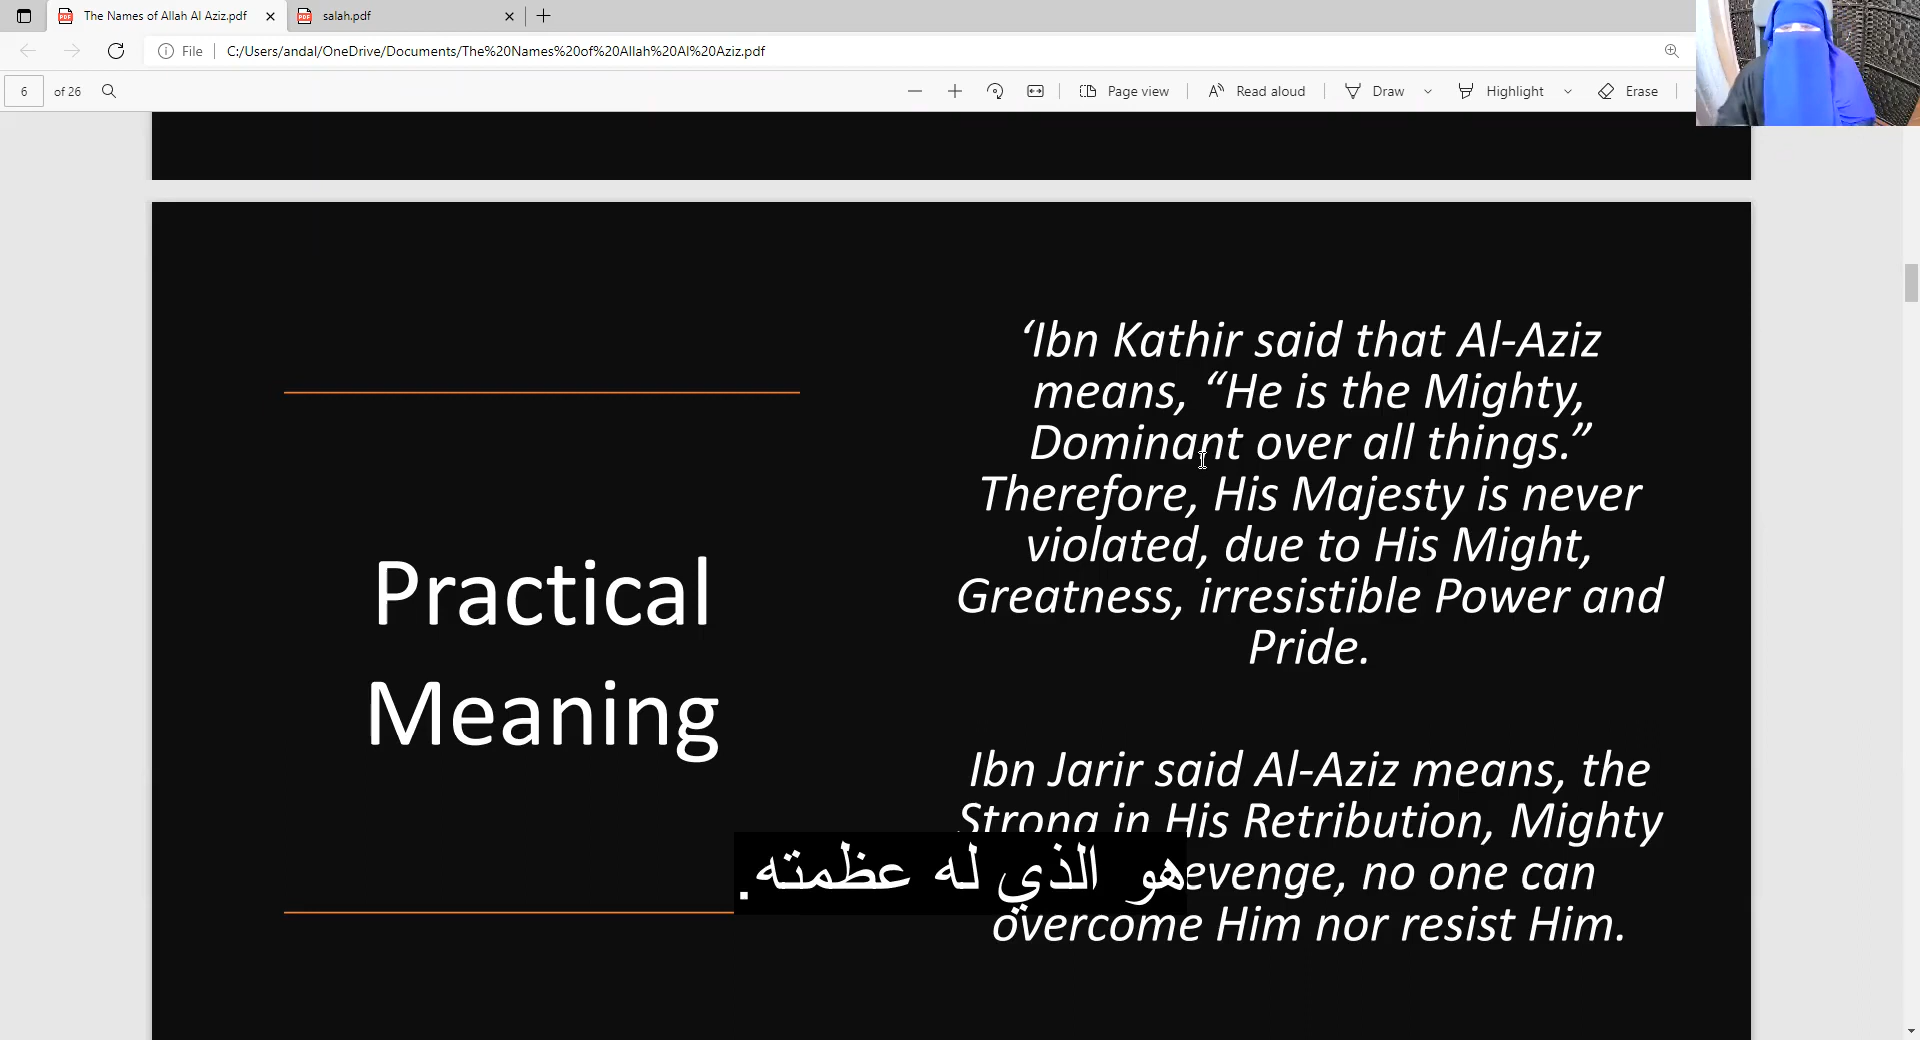 The Names of Allah Al Aziz.pdf
salah.pdf
File
C:/Users/andal/OneDrive/Documents/The%20Names%20of%20Allah%20Al%20Aziz.pdf
6 of 26
Page view
Read aloud
Draw
Highlight
Erase
Practical
Meaning
‘Ibn Kathir said that Al-Aziz
means, “He is the Mighty,
Dominant over all things.”
Therefore, His Majesty is never
violated, due to His Might,
Greatness, irresistible Power and
Pride.
Ibn Jarir said Al-Aziz means, the
Strong in His Retribution, Mighty
evenge, no one can
overcome Him nor resist Him.
هو الذي له عظمته.